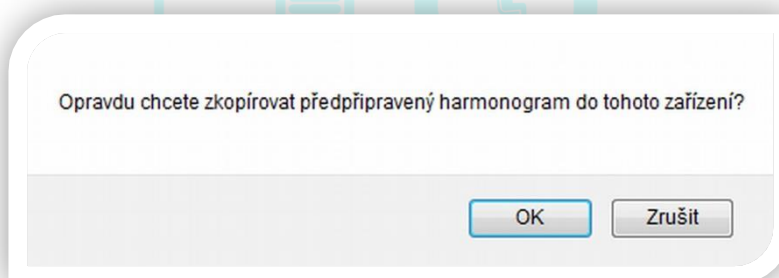 Opravdu chcete zkopírovat předpřipravený harmonogram do tohoto zařízení?
OK
Zrušit